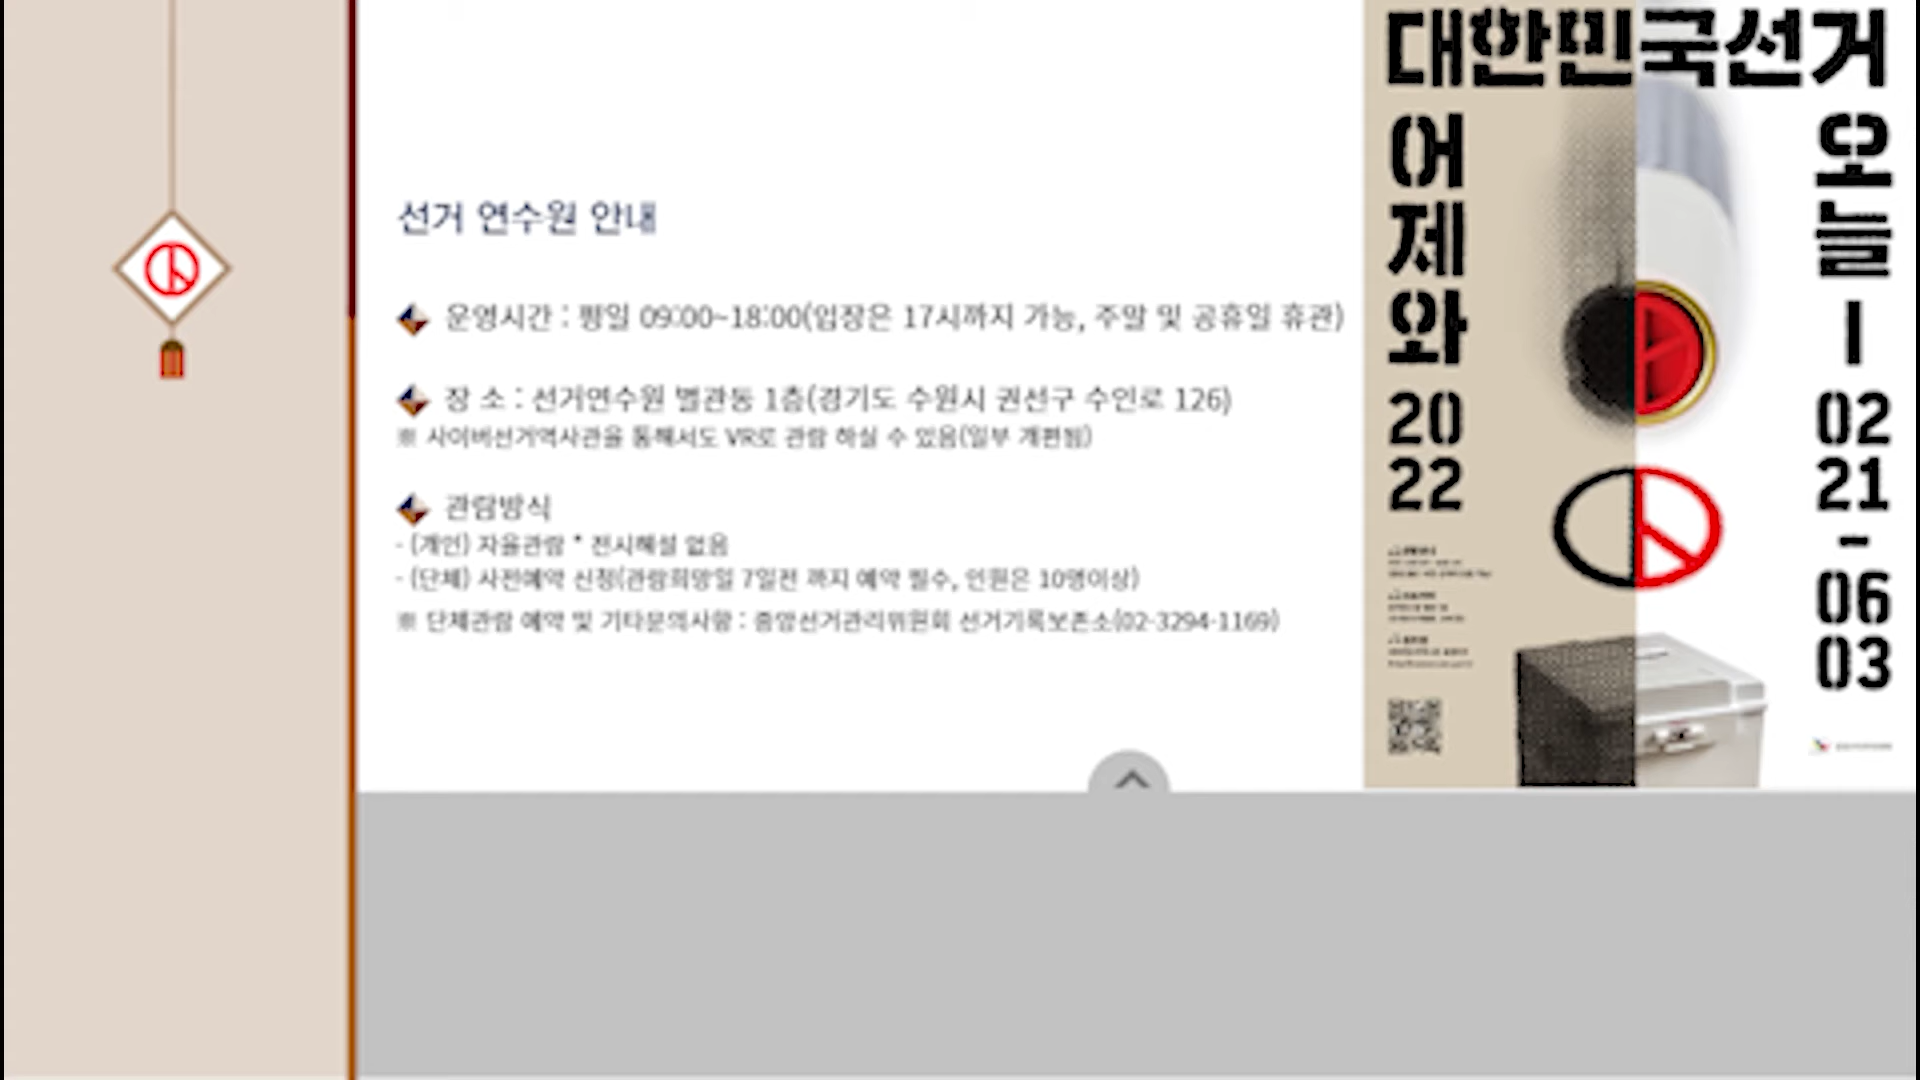 선거 연수원 안내
운영시간 : 평일 09:00~18:00(입장은 17시까지 가능, 주말 및 공휴일 휴관)
장 소 : 선거연수원 별관동 1층(경기도 수원시 권선구 수인로 126)
※ 사이버선거역사관을 통해서도 VR로 관람 하실 수 있음(일부 개편됨)
관람방식
- (개인) 자율관람 * 전시해설 없음
- (단체) 사전예약 신청(관람희망일 7일전 까지 예약 필수, 인원은 10명이상)
※ 단체관람 예약 및 기타문의사항 : 중앙선거관리위원회 선거기록보존소(02-3294-1169)
대한민국선거
어
제
와
20
22
오
늘
ㅣ
02
21
-
06
03